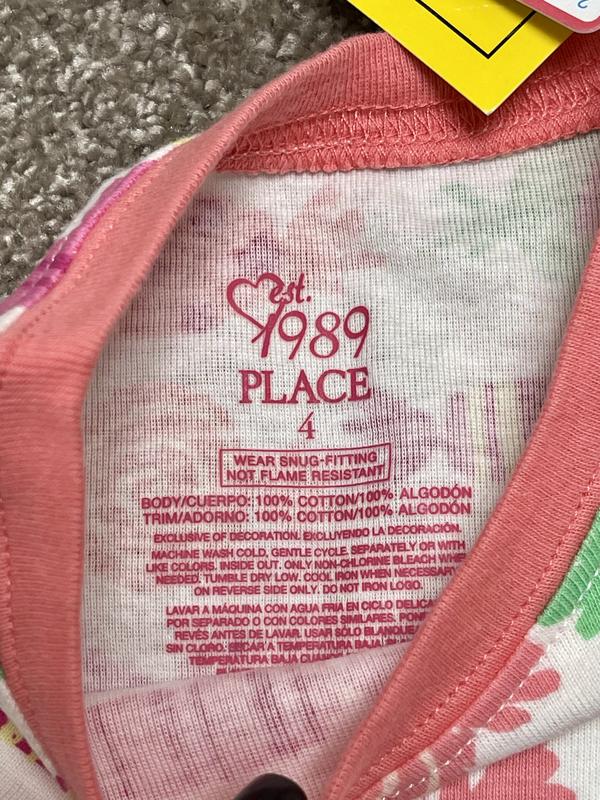 est.
1989
PLACE
4
WEAR SNUG-FITTING
NOT FLAME RESISTANT
BODY/CUERPO: 100% COTTON/100% ALGODÓN
TRIM/ADORNO: 100% COTTON/100% ALGODÓN
EXCLUSIVE OF DECORATION. EXCLUYENDO LA DECORACIÓN.
MACHINE WASH COLD, GENTLE CYCLE. SEPARATELY OR WITH
LIKE COLORS. INSIDE OUT. ONLY NON-CHLORINE BLEACH WHEN
NEEDED. TUMBLE DRY LOW. COOL IRON WHEN NECESSARY
ON REVERSE SIDE ONLY. DO NOT IRON LOGO.
LAVAR A MÁQUINA CON AGUA FRIA EN CICLO
POR SEPARADO O CON COLORES SIMILARES.
REVÉS ANTES DE LAVAR. USAR SÓLO
SIN CLORO. SECAR A TEMPERATURA
TEMPERATURA BAJA
2